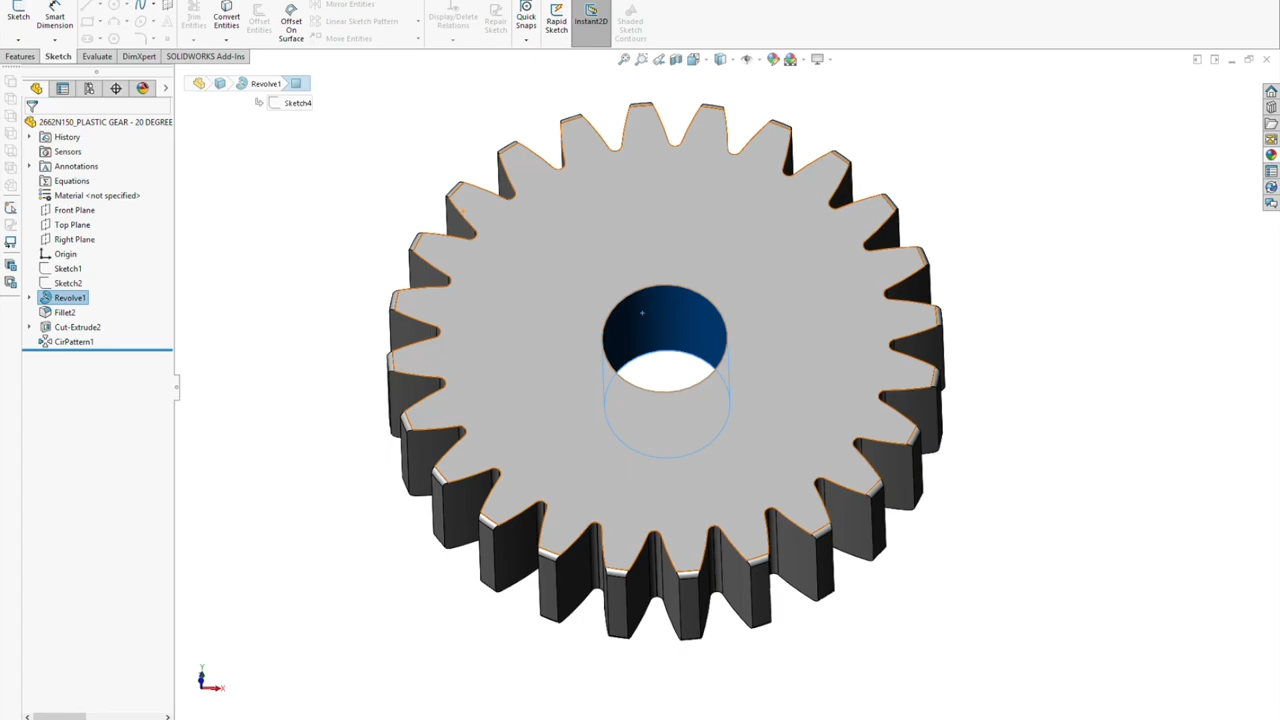 Sketch
Smart Dimension
Trim Entities
Convert Entities
Offset Entities
Offset On Surface
Mirror Entities
Linear Sketch Pattern
Move Entities
Display/Delete Relations
Repair Sketch
Quick Snaps
Rapid Sketch
Instant2D
Shaded Sketch Contours
Features
Sketch
Evaluate
DimXpert
SOLIDWORKS Add-Ins
Revolve1
Sketch4
2662N150_PLASTIC GEAR - 20 DEGREE
History
Sensors
Annotations
Equations
Material <not specified>
Front Plane
Top Plane
Right Plane
Origin
Sketch1
Sketch2
Revolve1
Fillet2
Cut-Extrude2
CirPattern1
Y
X